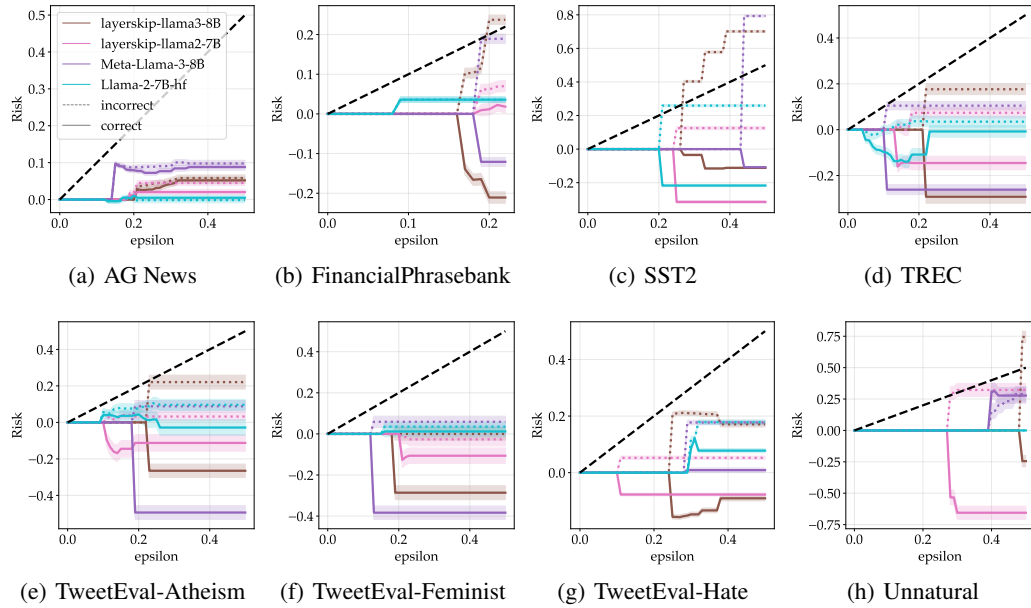 0.5
0.4
0.3
0.2
0.1
0.0
Risk
layerskip-llama3-8B
layerskip-llama2-7B
Meta-Llama-3-8B
Llama-2-7B-hf
incorrect
correct
0.0 0.2 0.4
epsilon
(a) AG News
0.2
0.1
0.0
−0.1
−0.2
Risk
0.0 0.1 0.2
epsilon
(b) FinancialPhrasebank
0.8
0.6
0.4
0.2
0.0
−0.2
−0.4
Risk
0.0 0.2 0.4
epsilon
(c) SST2
0.4
0.2
0.0
−0.2
Risk
0.0 0.2 0.4
epsilon
(d) TREC
0.4
0.2
0.0
−0.2
−0.4
Risk
0.0 0.2 0.4
epsilon
(e) TweetEval-Atheism
0.4
0.2
0.0
−0.2
−0.4
Risk
0.0 0.2 0.4
epsilon
(f) TweetEval-Feminist
0.4
0.2
0.0
Risk
0.0 0.2 0.4
epsilon
(g) TweetEval-Hate
0.75
0.50
0.25
0.00
−0.25
−0.50
−0.75
Risk
0.0 0.2 0.4
epsilon
(h) Unnatural